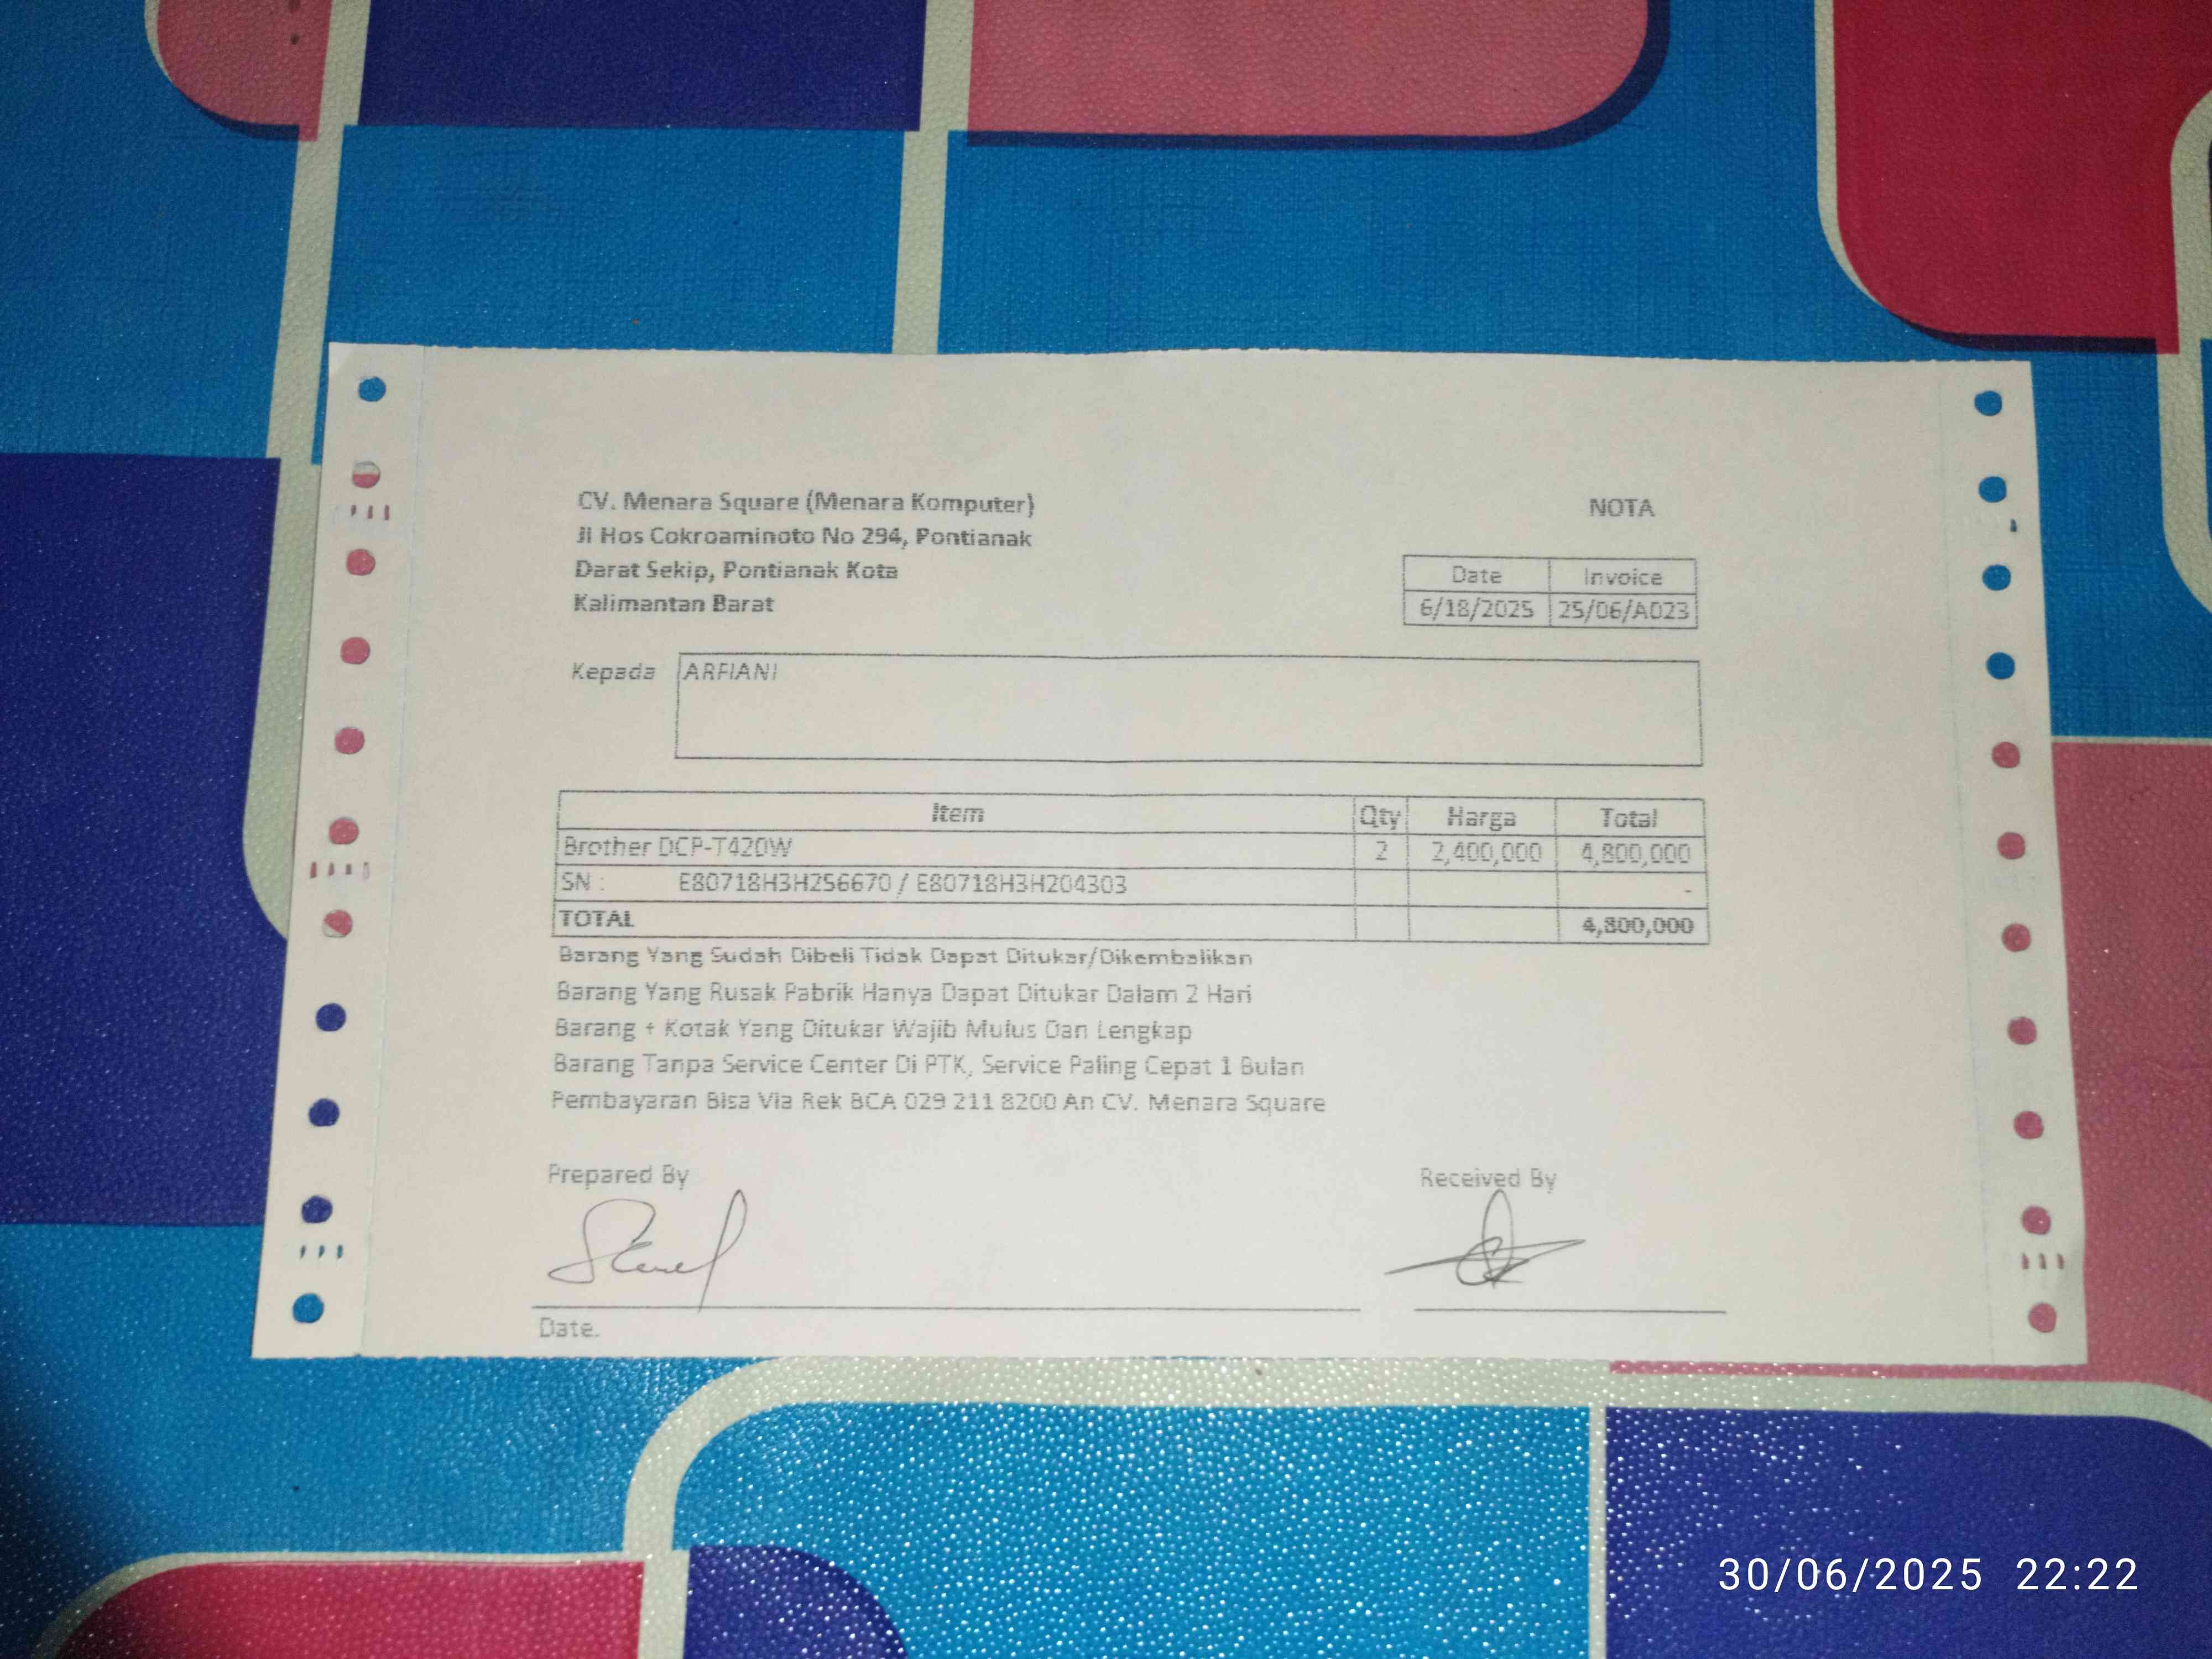 CV. Menara Square (Menara Komputer)
NOTA
Jl Hos Cokroaminoto No 294, Pontianak
Darat Sekip, Pontianak Kota
Kalimantan Barat
Date Invoice
6/18/2025 25/06/A023
Kepada ARFIANI
Item Qty Harga Total
Brother DCP-T420W 2 2,400,000 4,800,000
SN : E80718H3H256670 / E80718H3H204303 -
TOTAL 4,800,000
Barang Yang Sudah Dibeli Tidak Dapat Ditukar/Dikembalikan
Barang Yang Rusak Pabrik Hanya Dapat Ditukar Dalam 2 Hari
Barang + Kotak Yang Ditukar Wajib Mulus Dan Lengkap
Barang Tanpa Service Center Di PTK, Service Paling Cepat 1 Bulan
Pembayaran Bisa Via Rek BCA 029 211 8200 An CV. Menara Square
Prepared By Received By
Date.
30/06/2025 22:22